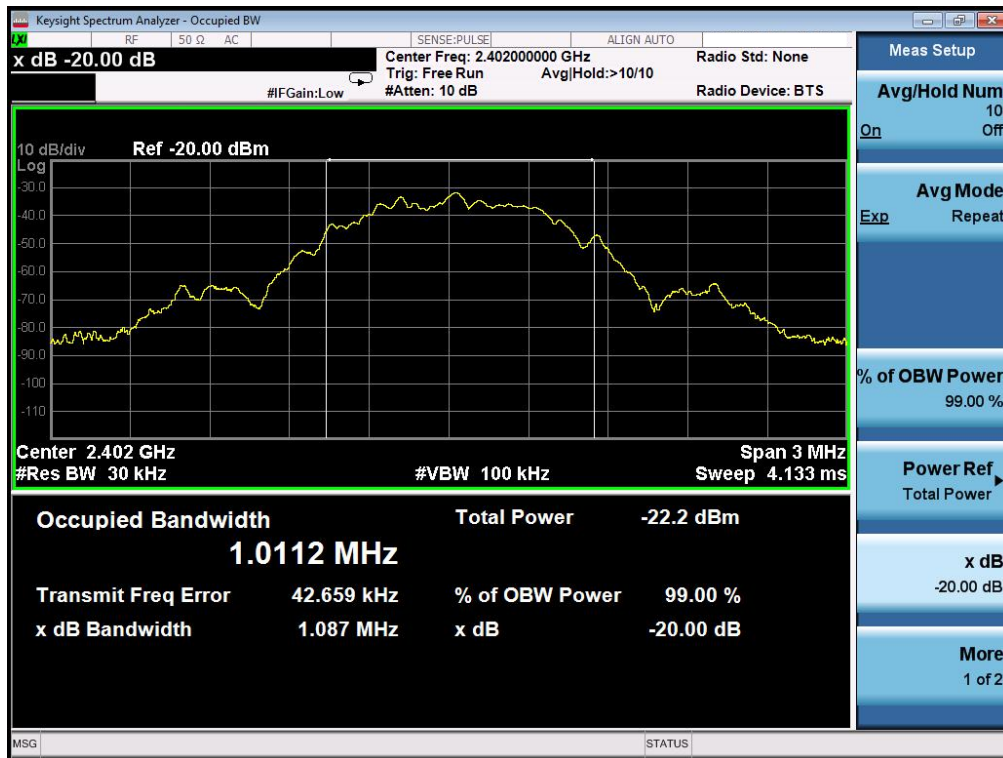 Keysight Spectrum Analyzer - Occupied BW
LXI RF 50 Ω AC SENSE:PULSE ALIGN AUTO
x dB -20.00 dB
Center Freq: 2.402000000 GHz Radio Std: None
Trig: Free Run Avg|Hold:>10/10
#IFGain:Low #Atten: 10 dB Radio Device: BTS
10 dB/div Ref -20.00 dBm
Log
-30.0
-40.0
-50.0
-60.0
-70.0
-80.0
-90.0
-100
-110
Center 2.402 GHz Span 3 MHz
#Res BW 30 kHz #VBW 100 kHz Sweep 4.133 ms
Occupied Bandwidth Total Power -22.2 dBm
1.0112 MHz
Transmit Freq Error 42.659 kHz % of OBW Power 99.00 %
x dB Bandwidth 1.087 MHz x dB -20.00 dB
MSG STATUS
Meas Setup
Avg/Hold Num
10
On Off
Avg Mode
Exp Repeat
% of OBW Power
99.00 %
Power Ref
Total Power
x dB
-20.00 dB
More
1 of 2